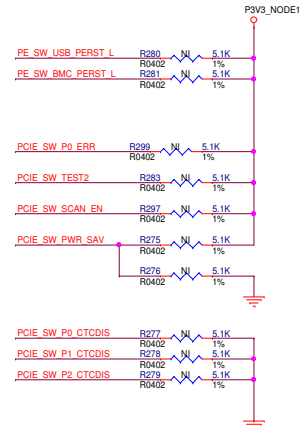 P3V3_NODE1
PE_SW_USB_PERST_L R280 NI 5.1K
R0402 1%
PE_SW_BMC_PERST_L R281 NI 5.1K
R0402 1%
PCIE_SW_P0_ERR R299 NI 5.1K
R0402 1%
PCIE_SW_TEST2 R283 NI 5.1K
R0402 1%
PCIE_SW_SCAN_EN R297 NI 5.1K
R0402 1%
PCIE_SW_PWR_SAV R275 NI 5.1K
R0402 1%
R276 NI 5.1K
R0402 1%
PCIE_SW_P0_CTCDIS R277 NI 5.1K
R0402 1%
PCIE_SW_P1_CTCDIS R278 NI 5.1K
R0402 1%
PCIE_SW_P2_CTCDIS R279 NI 5.1K
R0402 1%